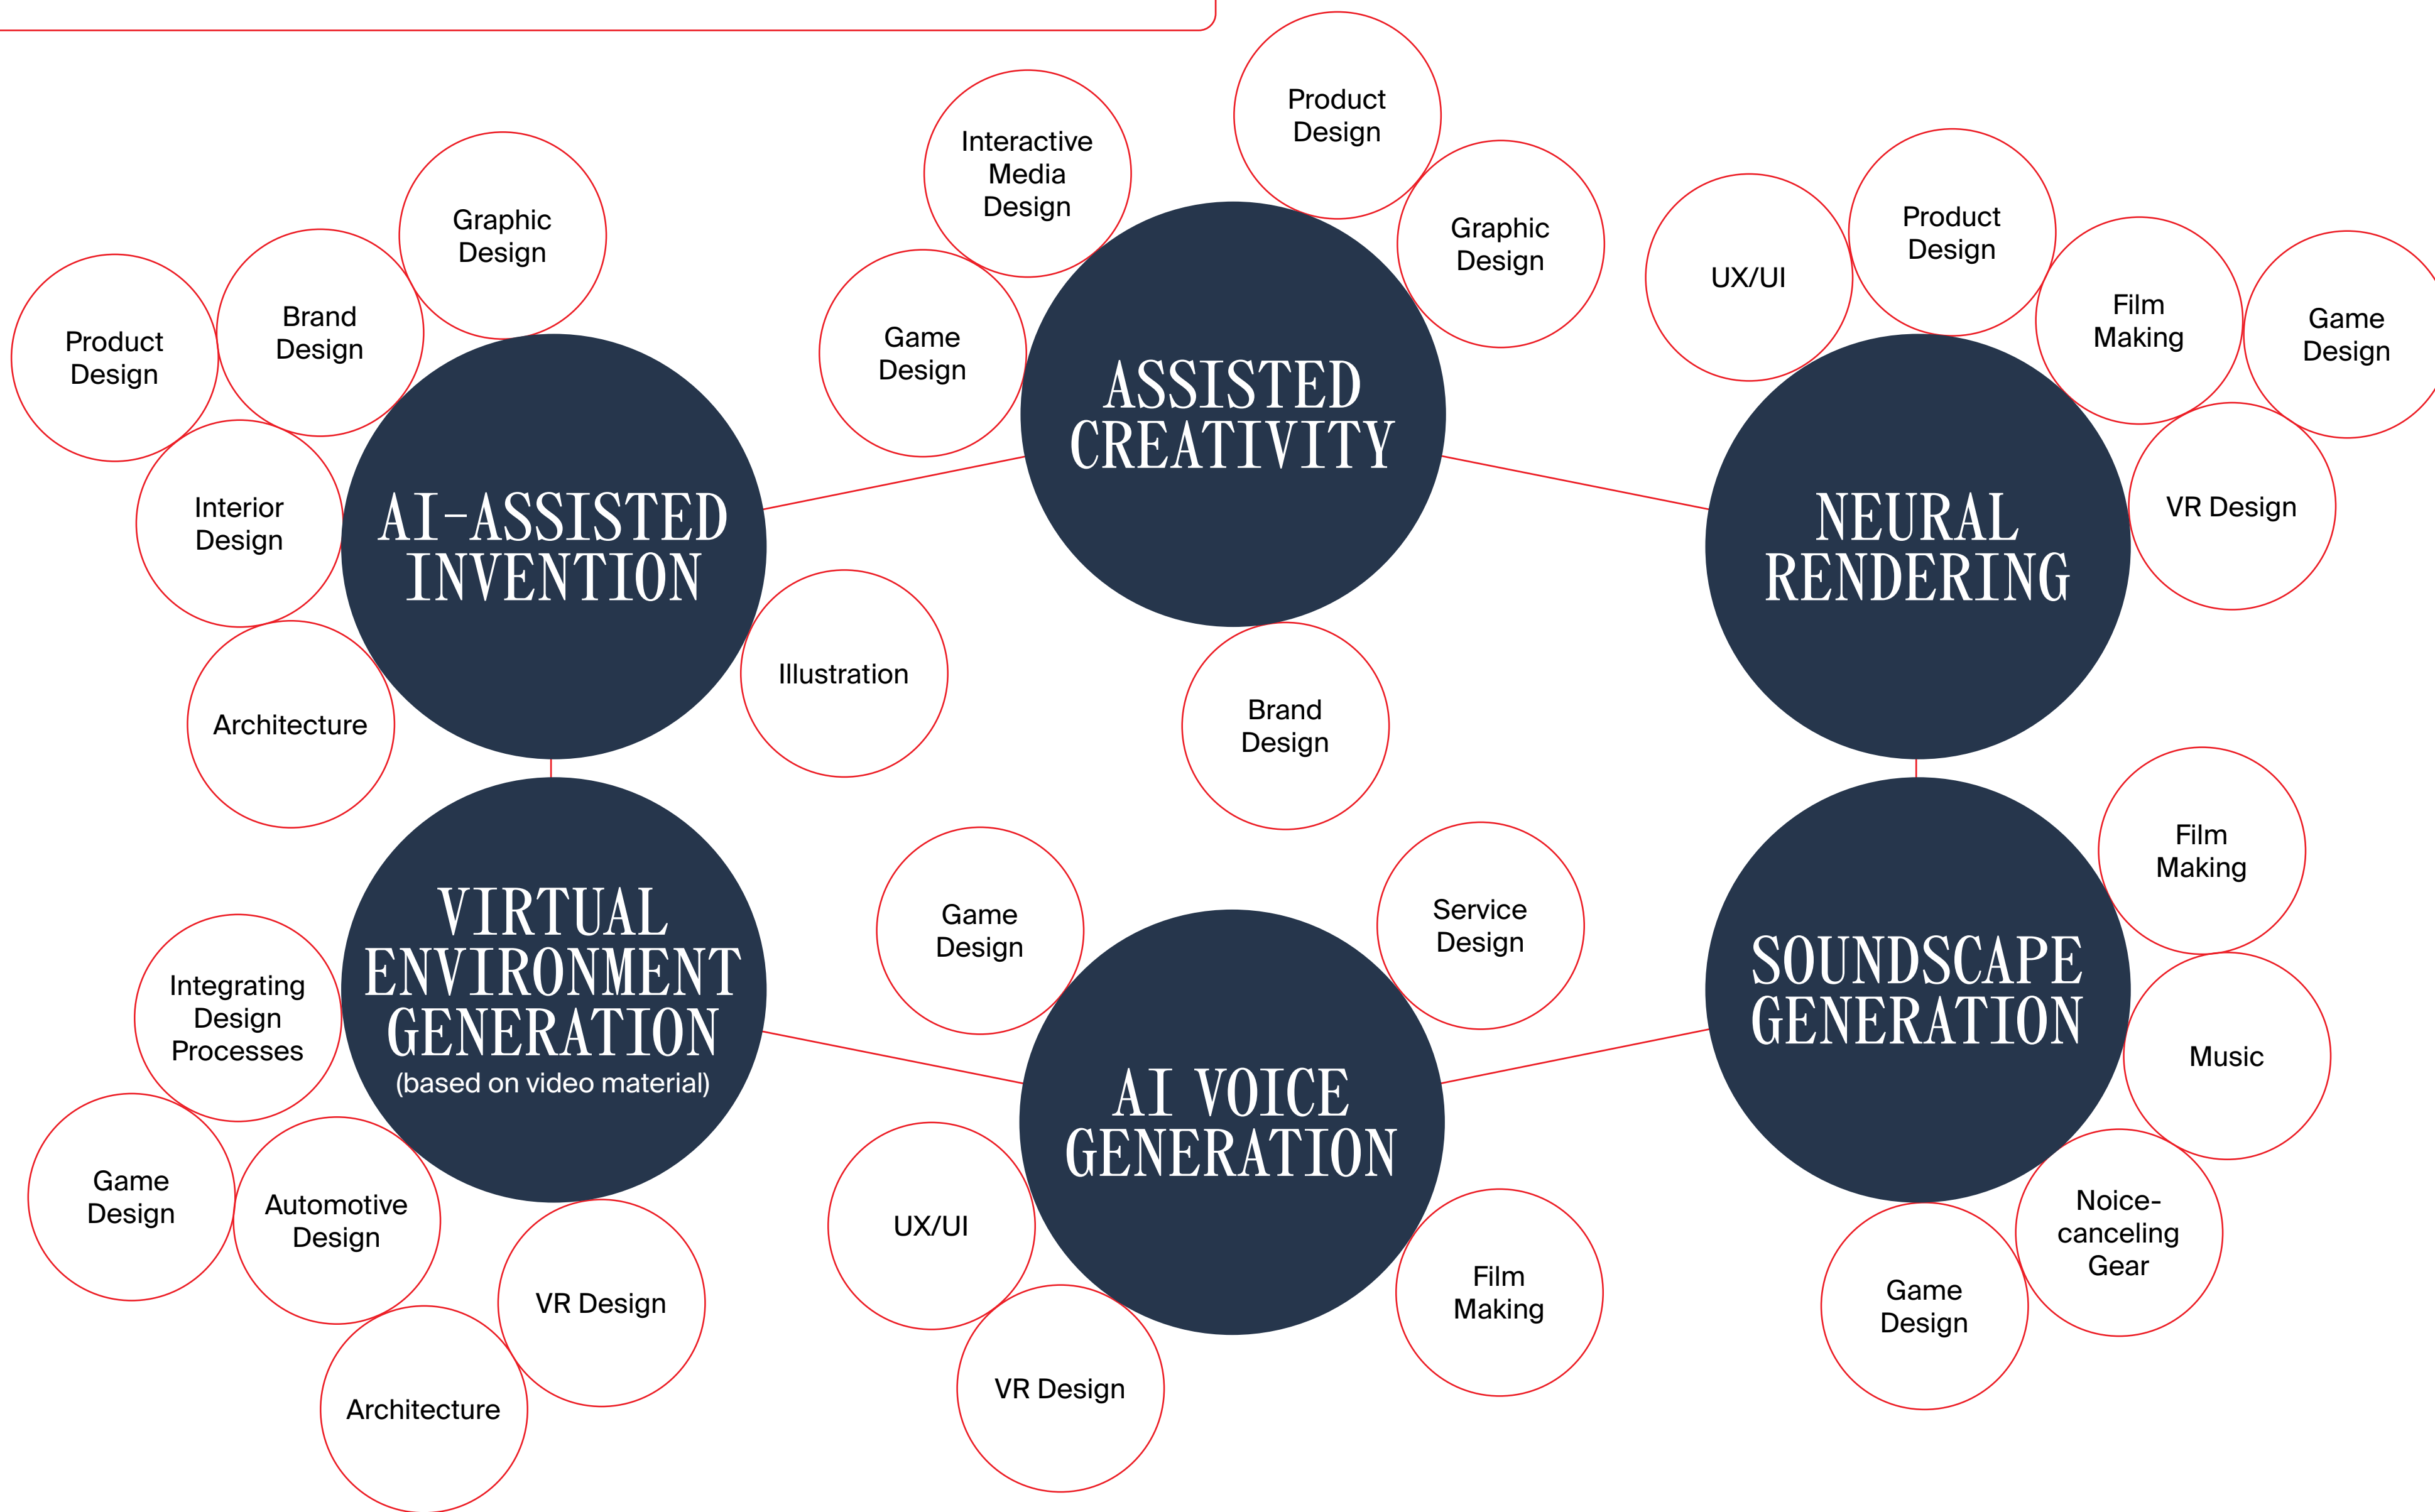 Graphic
Design
Brand
Design
Product
Design
Interior
Design
Architecture
Illustration
AI-ASSISTED
INVENTION
Interactive
Media
Design
Product
Design
Graphic
Design
Game
Design
Brand
Design
ASSISTED
CREATIVITY
UX/UI
Product
Design
Film
Making
Game
Design
VR Design
NEURAL
RENDERING
VIRTUAL
ENVIRONMENT
GENERATION
(based on video material)
Integrating
Design
Processes
Game
Design
Automotive
Design
VR Design
Architecture
Game
Design
Service
Design
AI VOICE
GENERATION
UX/UI
VR Design
Film
Making
SOUNDSCAPE
GENERATION
Film
Making
Music
Noice-
canceling
Gear
Game
Design